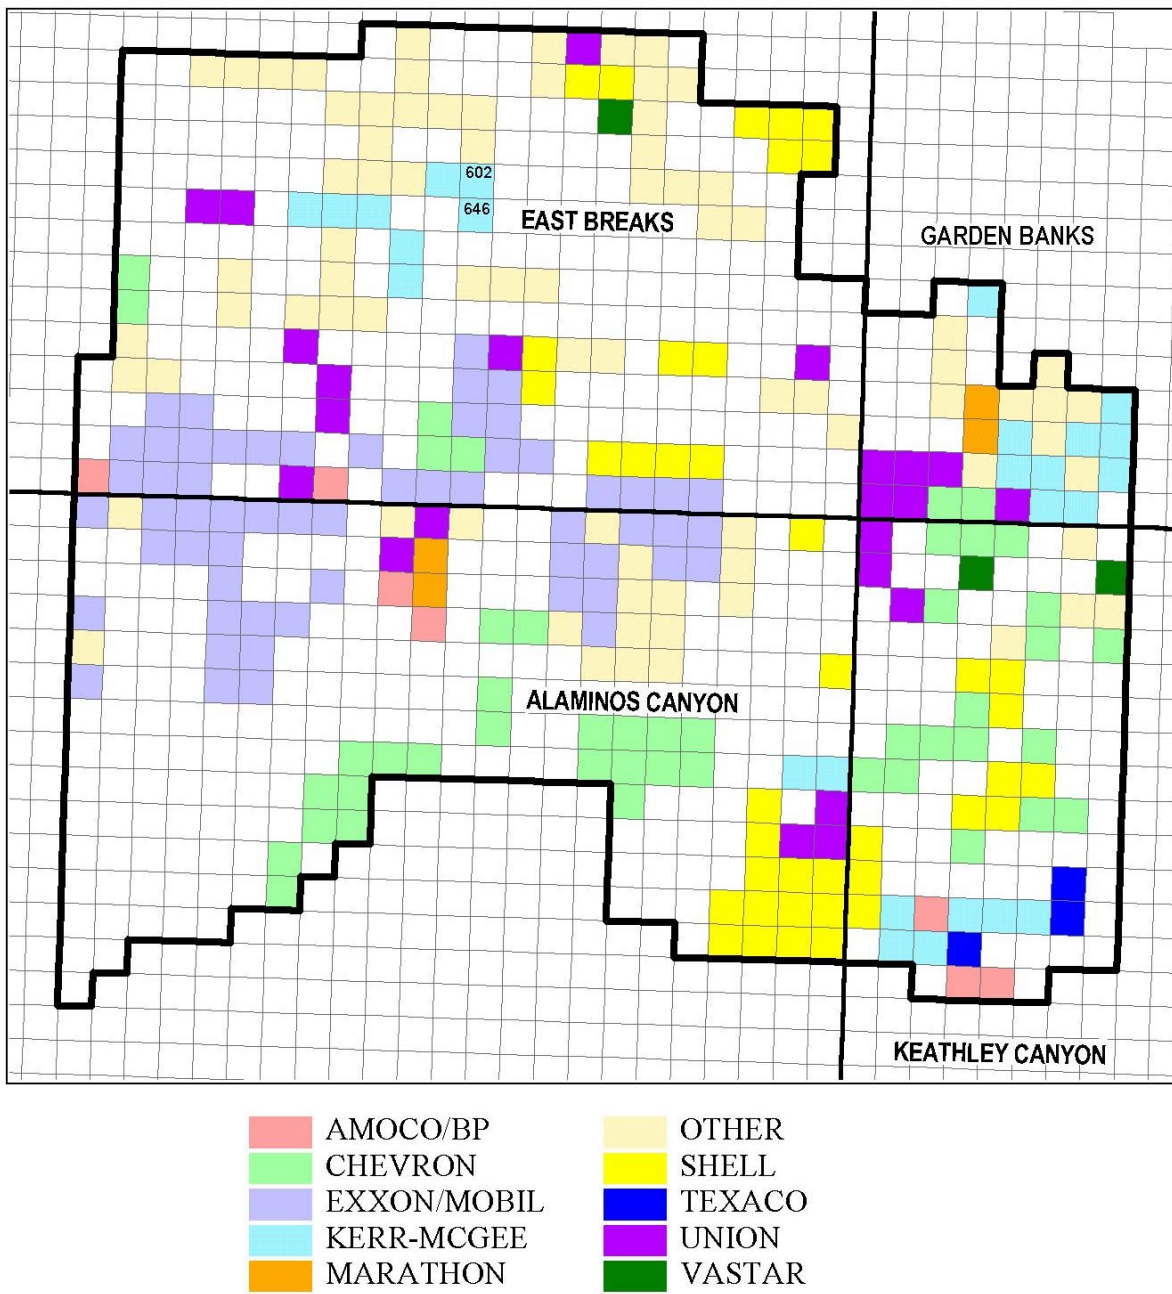 602
646
EAST BREAKS
GARDEN BANKS
ALAMINOS CANYON
KEATHLEY CANYON
AMOCO/BP
CHEVRON
EXXON/MOBIL
KERR-MCGEE
MARATHON
OTHER
SHELL
TEXACO
UNION
VASTAR